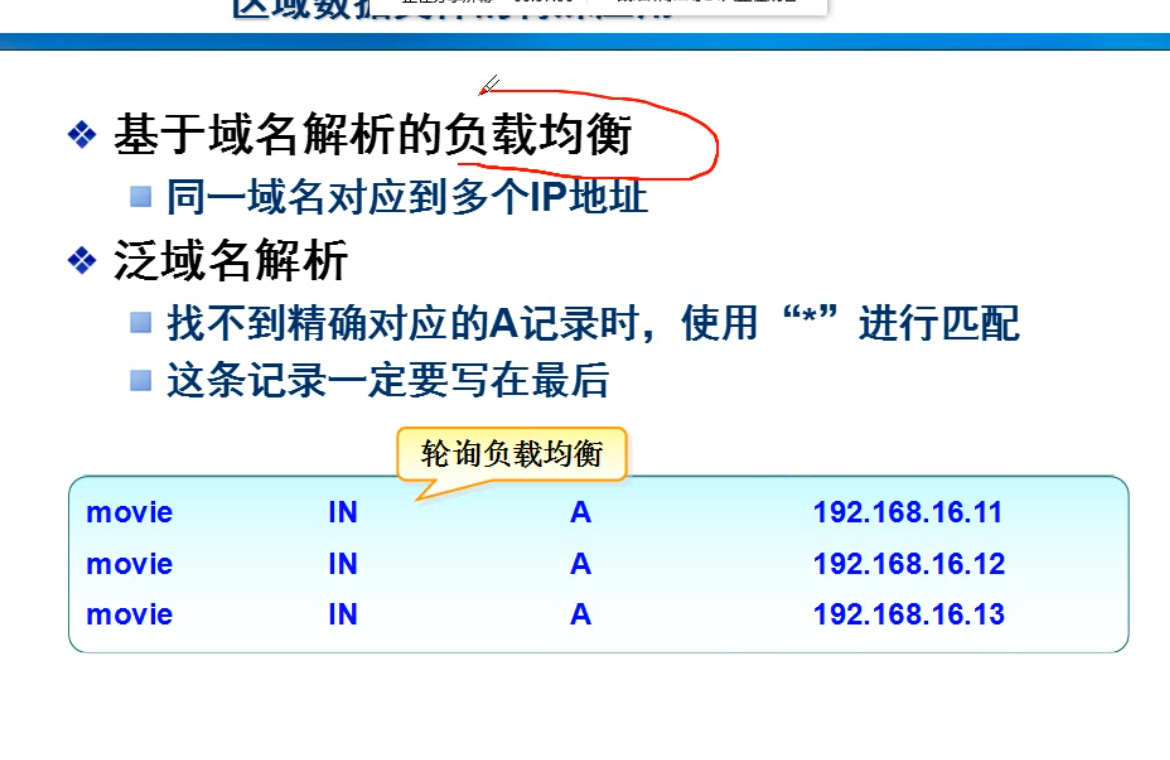 基于域名解析的负载均衡
同一域名对应到多个IP地址
泛域名解析
找不到精确对应的A记录时，使用“*”进行匹配
这条记录一定要写在最后
轮询负载均衡
movie IN A 192.168.16.11
movie IN A 192.168.16.12
movie IN A 192.168.16.13